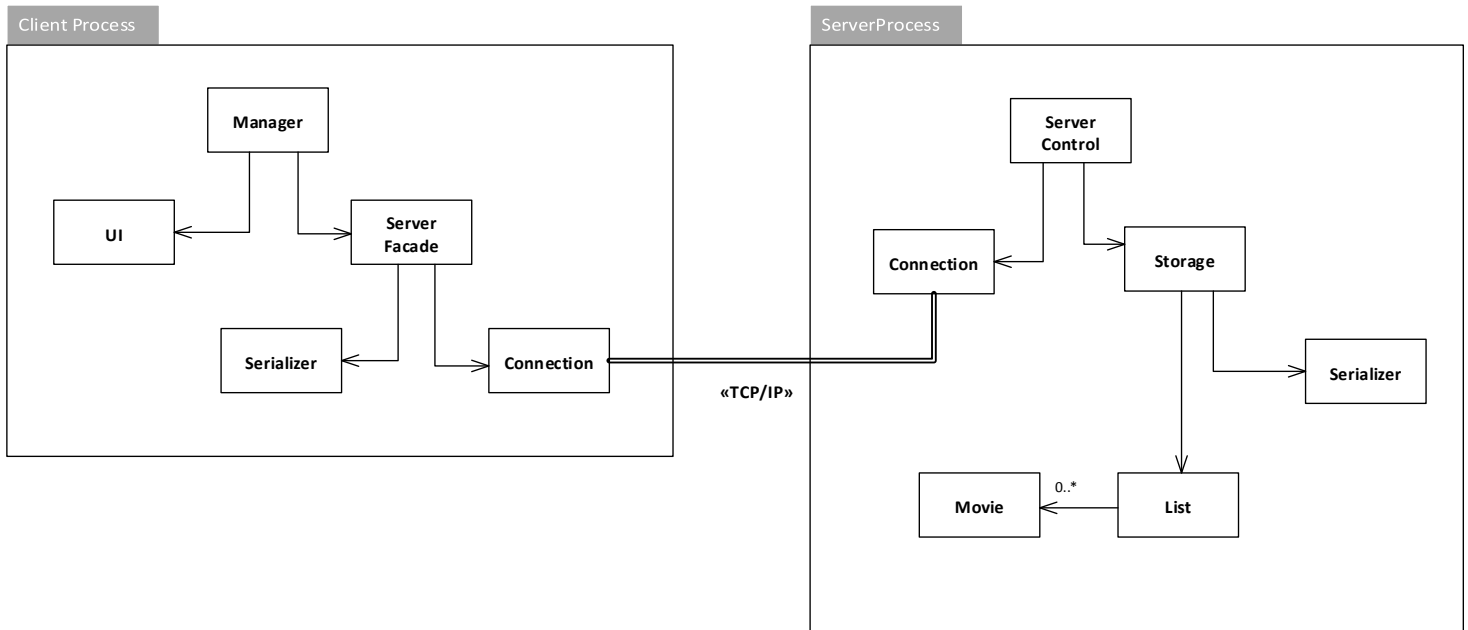 Client Process
Manager
UI
Server
Facade
Serializer
Connection
«TCP/IP»
ServerProcess
Server
Control
Connection
Storage
Serializer
0..*
Movie
List